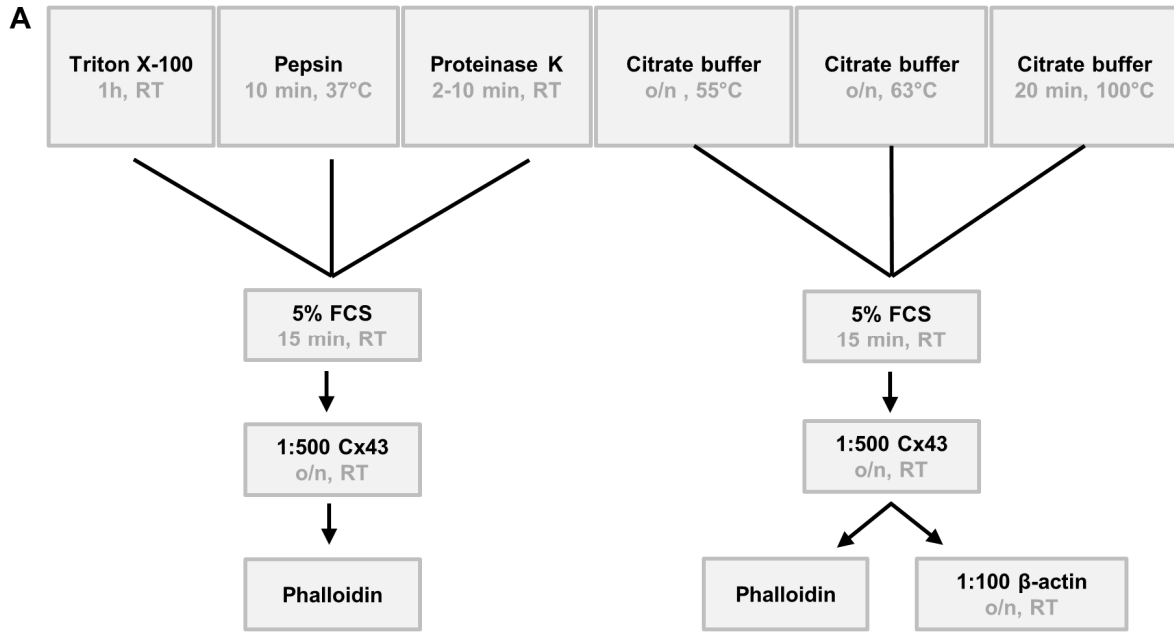 A
Triton X-100
1h, RT
Pepsin
10 min, 37°C
Proteinase K
2-10 min, RT
Citrate buffer
o/n , 55°C
Citrate buffer
o/n, 63°C
Citrate buffer
20 min, 100°C
5% FCS
15 min, RT
5% FCS
15 min, RT
1:500 Cx43
o/n, RT
1:500 Cx43
o/n, RT
Phalloidin
Phalloidin
1:100 β-actin
o/n, RT